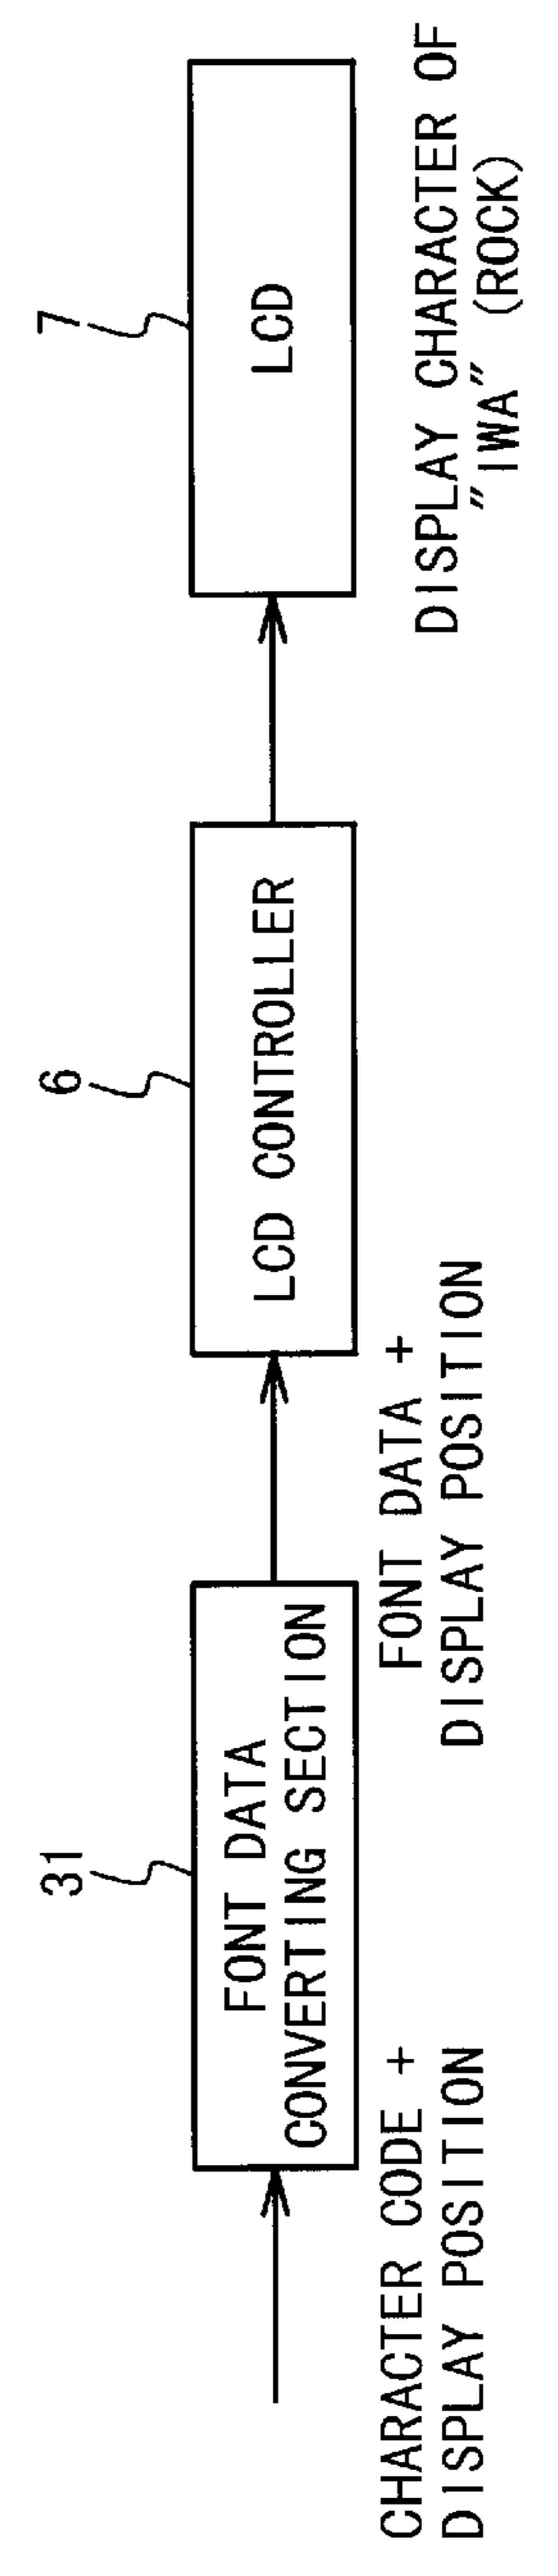 31
FONT DATA
CONVERTING SECTION
6
LCD CONTROLLER
7
LCD
CHARACTER CODE +
DISPLAY POSITION
FONT DATA +
DISPLAY POSITION
DISPLAY CHARACTER OF
"IWA" (ROCK)